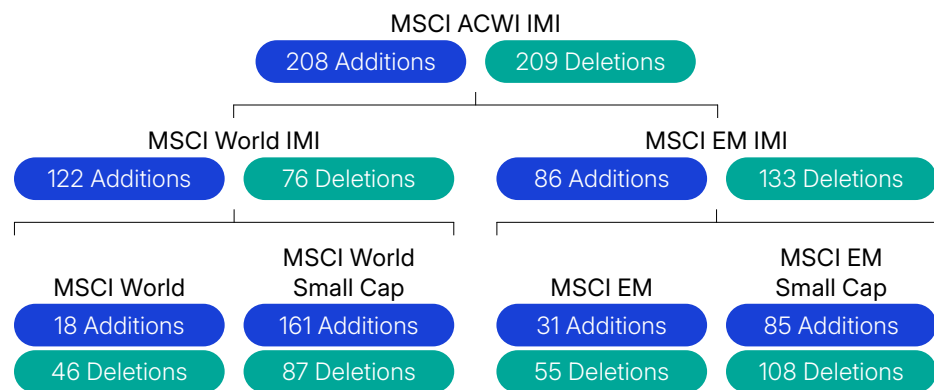 MSCI ACWI IMI
208 Additions
209 Deletions
MSCI World IMI
122 Additions
76 Deletions
MSCI EM IMI
86 Additions
133 Deletions
MSCI World
18 Additions
46 Deletions
MSCI World
Small Cap
161 Additions
87 Deletions
MSCI EM
31 Additions
55 Deletions
MSCI EM
Small Cap
85 Additions
108 Deletions